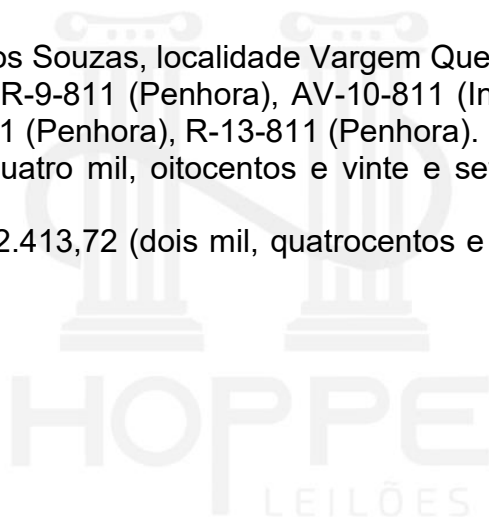 os Souzas, localidade Vargem Que
R-9-811 (Penhora), AV-10-811 (In
1 (Penhora), R-13-811 (Penhora).
uatro mil, oitocentos e vinte e se
2.413,72 (dois mil, quatrocentos e
HOPPE
LEILÕES